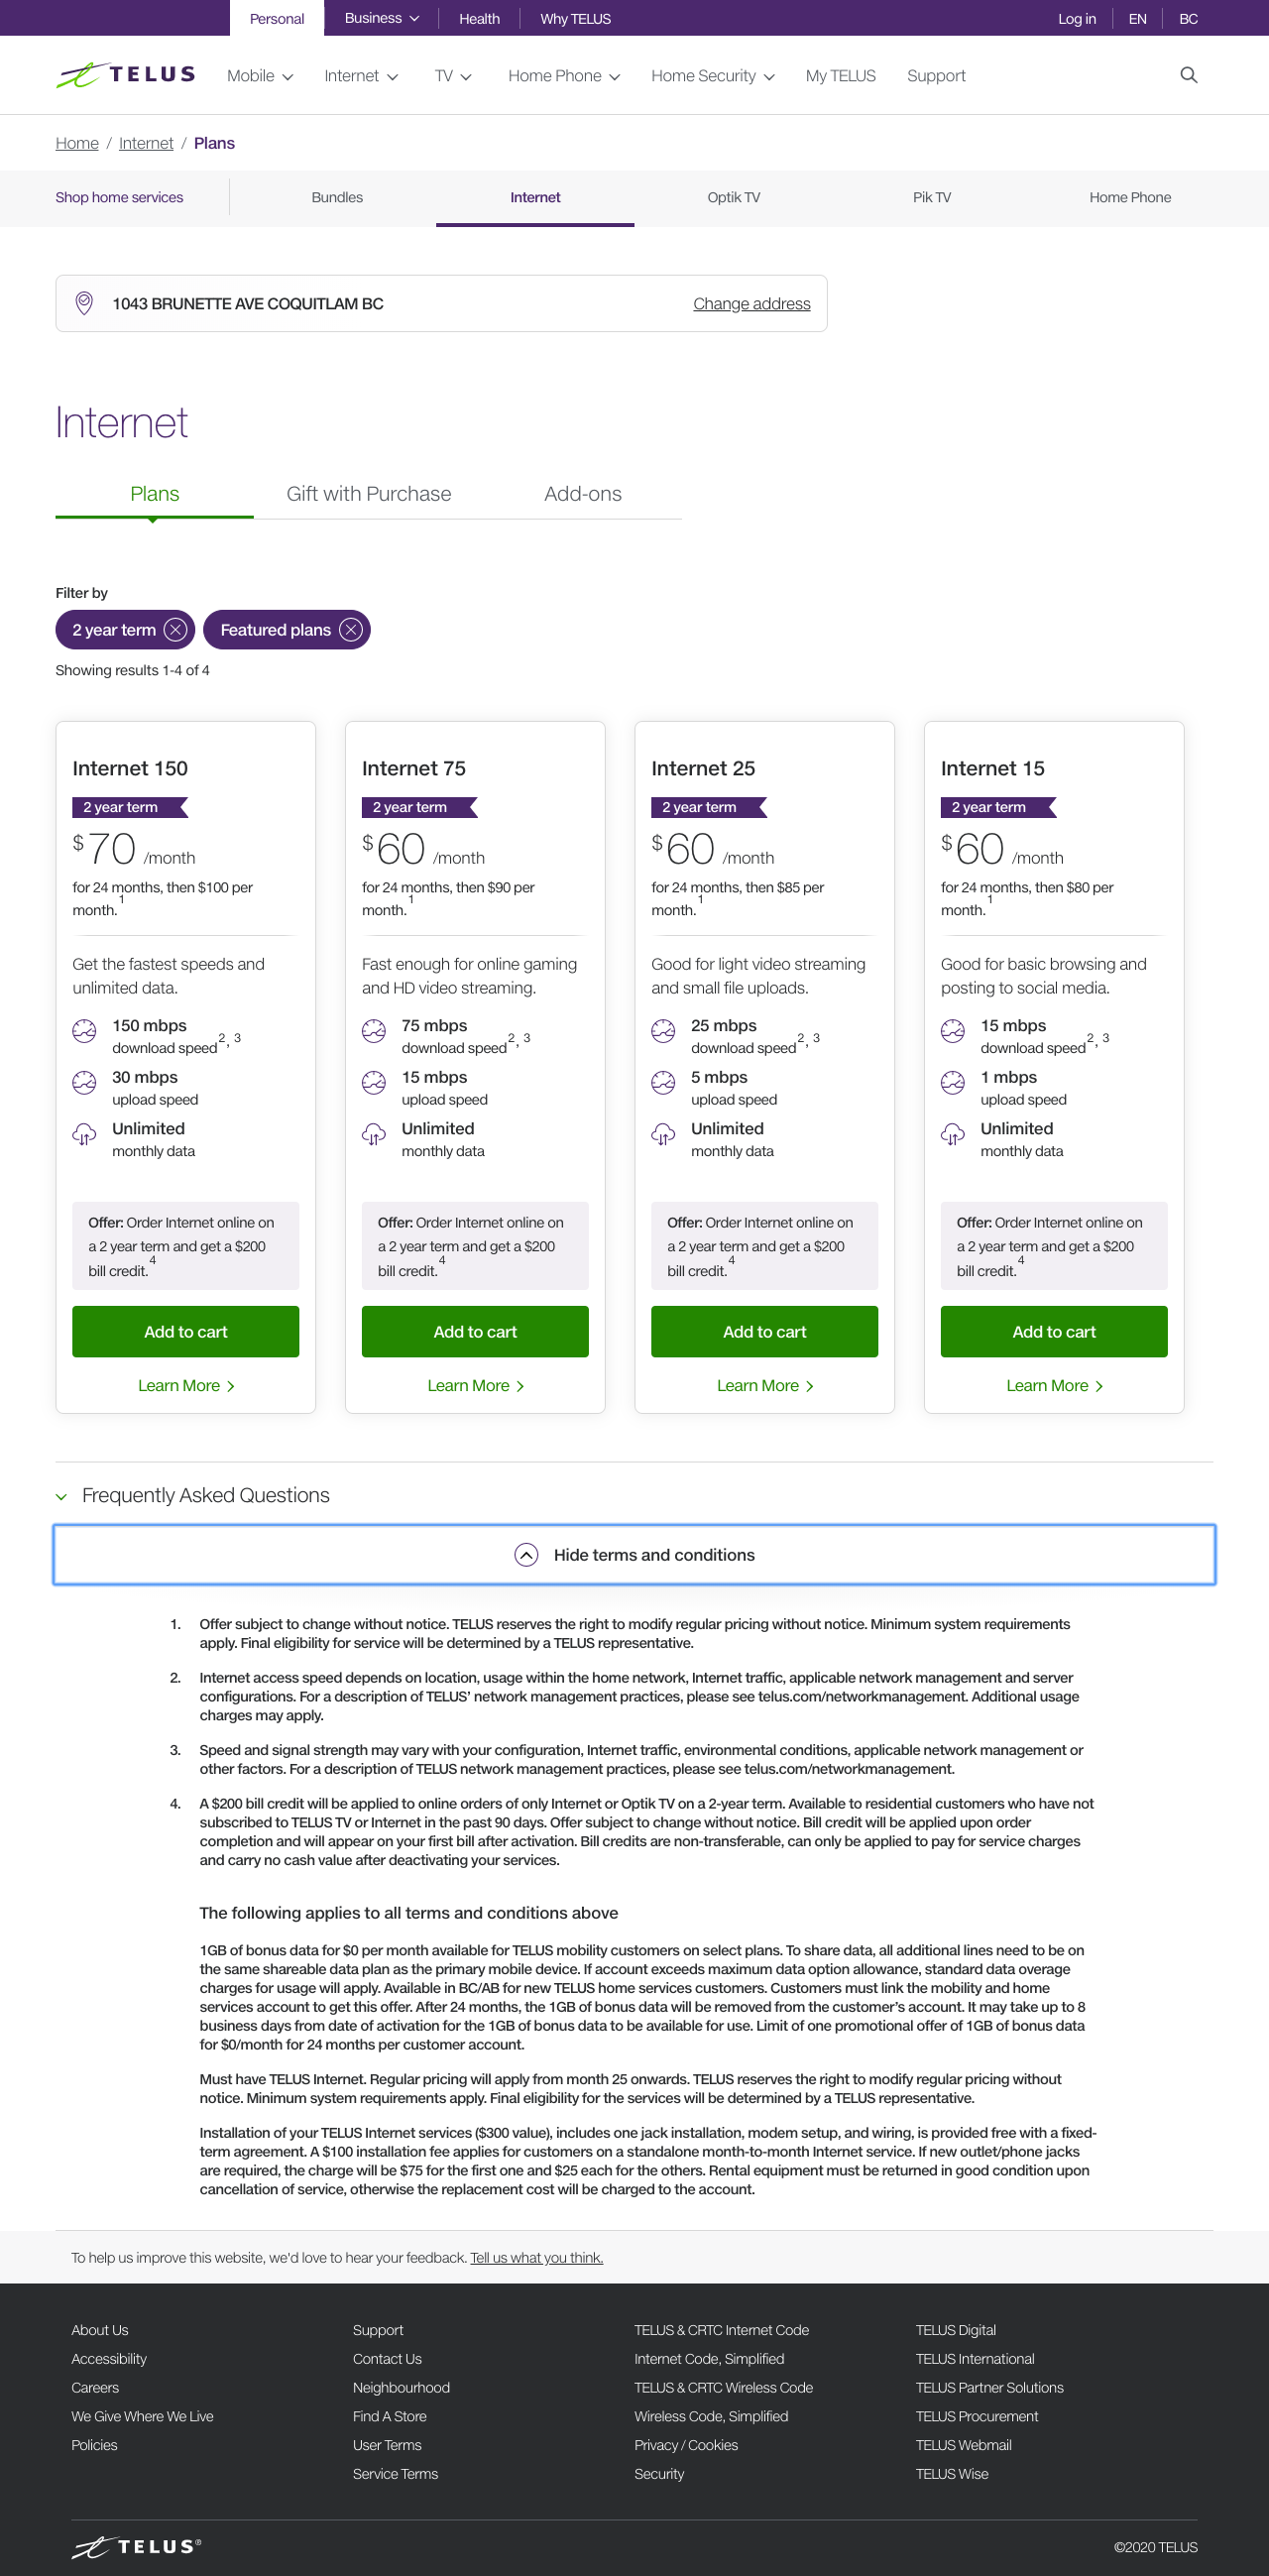 Personal Business Health Why TELUS Log in EN BC
TELUS Mobile Internet TV Home Phone Home Security My TELUS Support
Home / Internet / Plans
Shop home services Bundles Internet Optik TV Pik TV Home Phone
1043 BRUNETTE AVE COQUITLAM BC Change address
Internet
Plans Gift with Purchase Add-ons
Filter by
2 year term Featured plans
Showing results 1-4 of 4
Internet 150
2 year term
$70 /month
for 24 months, then $100 per
month.1
Get the fastest speeds and
unlimited data.
150 mbps
download speed2, 3
30 mbps
upload speed
Unlimited
monthly data
Offer: Order Internet online on
a 2 year term and get a $200
bill credit.4
Add to cart
Learn More
Internet 75
2 year term
$60 /month
for 24 months, then $90 per
month.1
Fast enough for online gaming
and HD video streaming.
75 mbps
download speed2, 3
15 mbps
upload speed
Unlimited
monthly data
Offer: Order Internet online on
a 2 year term and get a $200
bill credit.4
Add to cart
Learn More
Internet 25
2 year term
$60 /month
for 24 months, then $85 per
month.1
Good for light video streaming
and small file uploads.
25 mbps
download speed2, 3
5 mbps
upload speed
Unlimited
monthly data
Offer: Order Internet online on
a 2 year term and get a $200
bill credit.4
Add to cart
Learn More
Internet 15
2 year term
$60 /month
for 24 months, then $80 per
month.1
Good for basic browsing and
posting to social media.
15 mbps
download speed2, 3
1 mbps
upload speed
Unlimited
monthly data
Offer: Order Internet online on
a 2 year term and get a $200
bill credit.4
Add to cart
Learn More
Frequently Asked Questions
Hide terms and conditions
1. Offer subject to change without notice. TELUS reserves the right to modify regular pricing without notice. Minimum system requirements
apply. Final eligibility for service will be determined by a TELUS representative.
2. Internet access speed depends on location, usage within the home network, Internet traffic, applicable network management and server
configurations. For a description of TELUS’ network management practices, please see telus.com/networkmanagement. Additional usage
charges may apply.
3. Speed and signal strength may vary with your configuration, Internet traffic, environmental conditions, applicable network management or
other factors. For a description of TELUS network management practices, please see telus.com/networkmanagement.
4. A $200 bill credit will be applied to online orders of only Internet or Optik TV on a 2-year term. Available to residential customers who have not
subscribed to TELUS TV or Internet in the past 90 days. Offer subject to change without notice. Bill credit will be applied upon order
completion and will appear on your first bill after activation. Bill credits are non-transferable, can only be applied to pay for service charges
and carry no cash value after deactivating your services.
The following applies to all terms and conditions above
1GB of bonus data for $0 per month available for TELUS mobility customers on select plans. To share data, all additional lines need to be on
the same shareable data plan as the primary mobile device. If account exceeds maximum data option allowance, standard data overage
charges for usage will apply. Available in BC/AB for new TELUS home services customers. Customers must link the mobility and home
services account to get this offer. After 24 months, the 1GB of bonus data will be removed from the customer’s account. It may take up to 8
business days from date of activation for the 1GB of bonus data to be available for use. Limit of one promotional offer of 1GB of bonus data
for $0/month for 24 months per customer account.
Must have TELUS Internet. Regular pricing will apply from month 25 onwards. TELUS reserves the right to modify regular pricing without
notice. Minimum system requirements apply. Final eligibility for the services will be determined by a TELUS representative.
Installation of your TELUS Internet services ($300 value), includes one jack installation, modem setup, and wiring, is provided free with a fixed-
term agreement. A $100 installation fee applies for customers on a standalone month-to-month Internet service. If new outlet/phone jacks
are required, the charge will be $75 for the first one and $25 each for the others. Rental equipment must be returned in good condition upon
cancellation of service, otherwise the replacement cost will be charged to the account.
To help us improve this website, we'd love to hear your feedback. Tell us what you think.
About Us
Accessibility
Careers
We Give Where We Live
Policies
Support
Contact Us
Neighbourhood
Find A Store
User Terms
Service Terms
TELUS & CRTC Internet Code
Internet Code, Simplified
TELUS & CRTC Wireless Code
Wireless Code, Simplified
Privacy / Cookies
Security
TELUS Digital
TELUS International
TELUS Partner Solutions
TELUS Procurement
TELUS Webmail
TELUS Wise
TELUS® ©2020 TELUS